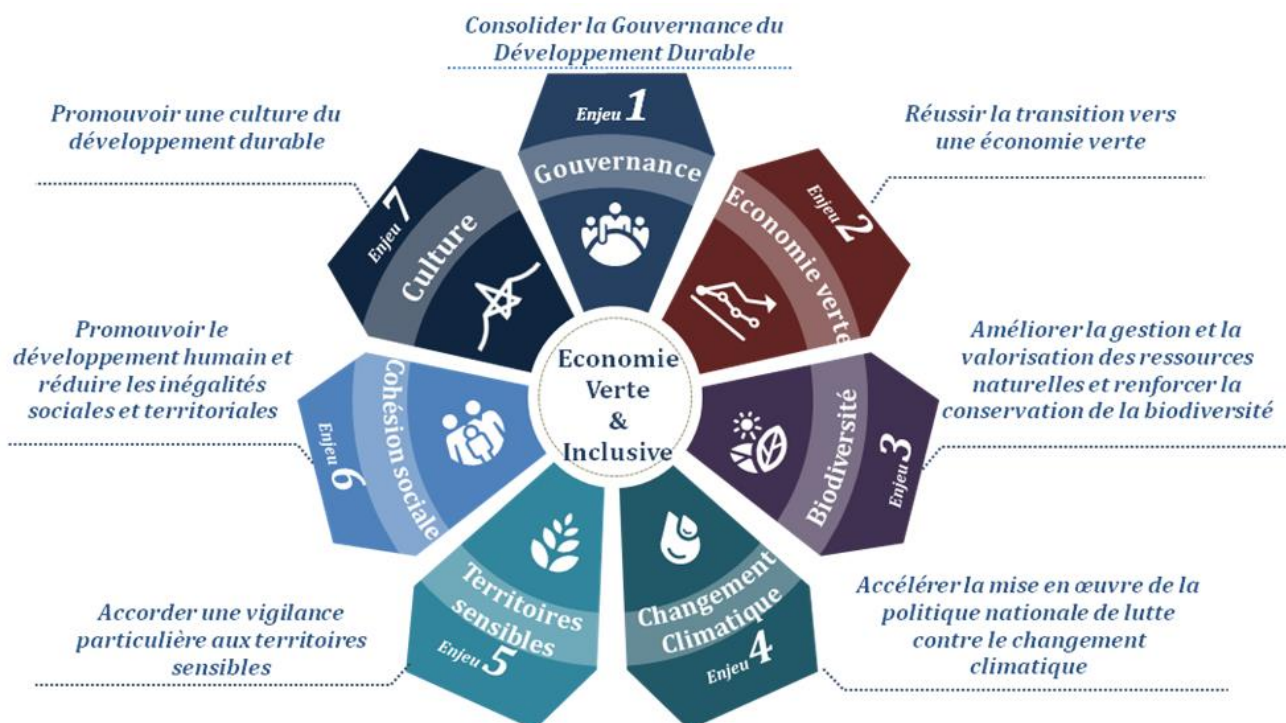 Consolider la Gouvernance du
Développement Durable
Enjeu 1
Gouvernance
Réussir la transition vers
une économie verte
Enjeu 2
Economie verte
Améliorer la gestion et la
valorisation des ressources
naturelles et renforcer la
conservation de la biodiversité
Enjeu 3
Biodiversité
Accélérer la mise en œuvre de la
politique nationale de lutte
contre le changement
climatique
Enjeu 4
Changement
Climatique
Accorder une vigilance
particulière aux territoires
sensibles
Enjeu 5
Territoires
sensibles
Promouvoir le
développement humain et
réduire les inégalités
sociales et territoriales
Enjeu 6
Cohésion sociale
Promouvoir une culture du
développement durable
Enjeu 7
Culture
Economie
Verte
&
Inclusive